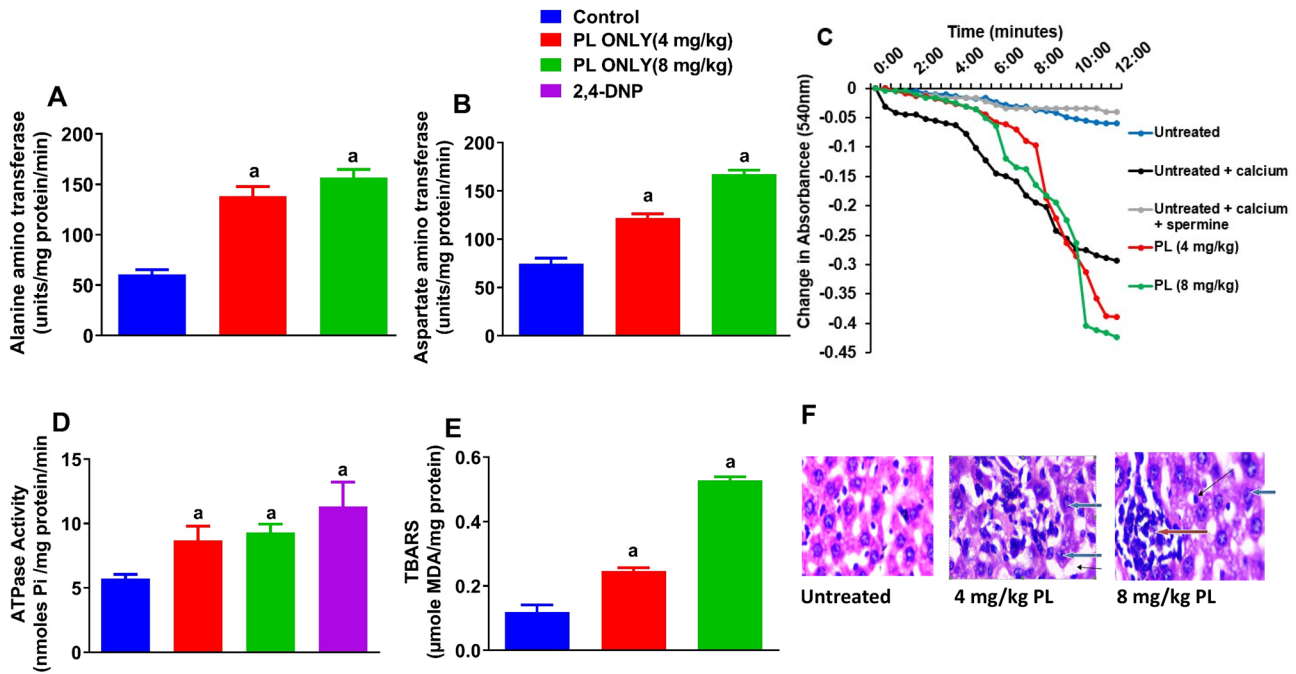 Control
PL ONLY(4 mg/kg)
PL ONLY(8 mg/kg)
2,4-DNP
A
Alanine amino transferase
(units/mg protein/min)
200
150
100
50
0
a
a
B
Aspartate amino transferase
(units/mg protein/min)
200
150
100
50
0
a
a
C
Time (minutes)
0:00
2:00
4:00
6:00
8:00
10:00
12:00
Change in Absorbancee (540nm)
0
-0.05
-0.1
-0.15
-0.2
-0.25
-0.3
-0.35
-0.4
-0.45
Untreated
Untreated + calcium
Untreated + calcium
+ spermine
PL (4 mg/kg)
PL (8 mg/kg)
D
ATPase Activity
(nmoles Pi /mg protein/min
15
10
5
0
a
a
a
E
TBARS
(µmole MDA/mg protein)
0.6
0.4
0.2
0.0
a
a
F
Untreated
4 mg/kg PL
8 mg/kg PL